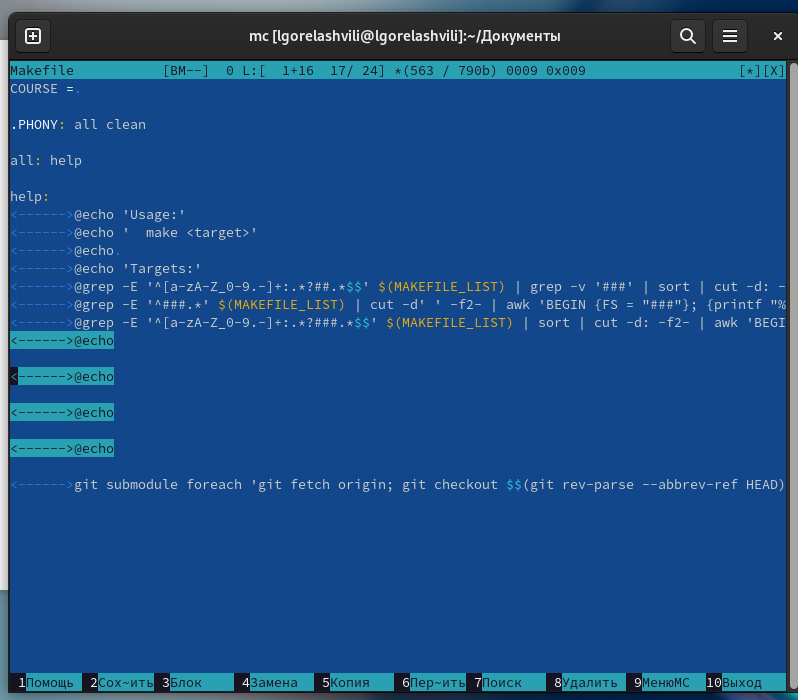 mc [lgorelashvili@lgorelashvili]:~/Документы
Makefile           [BM--]  0 L:[  1+16  17/ 24] *(563 / 790b) 0009 0x009                   [*][X]
COURSE =.
.PHONY: all clean
all: help
help:
<------>@echo 'Usage:'
<------>@echo '  make <target>'
<------>@echo.
<------>@echo 'Targets:'
<------>@grep -E '^[a-zA-Z_0-9.-]+:.*?##.*$$' $(MAKEFILE_LIST) | grep -v '###' | sort | cut -d: -
<------>@grep -E '^###.*' $(MAKEFILE_LIST) | cut -d' ' -f2- | awk 'BEGIN {FS = "###"}; {printf "%
<------>@grep -E '^[a-zA-Z_0-9.-]+:.*?###.*$$' $(MAKEFILE_LIST) | sort | cut -d: -f2- | awk 'BEGI
<------>@echo
<------>@echo
<------>@echo
<------>@echo
<------>git submodule foreach 'git fetch origin; git checkout $$(git rev-parse --abbrev-ref HEAD)
1Помощь 2Сох~ить 3Блок 4Замена 5Копия 6Пер~ить 7Поиск 8Удалить 9МенюMC 10Выход